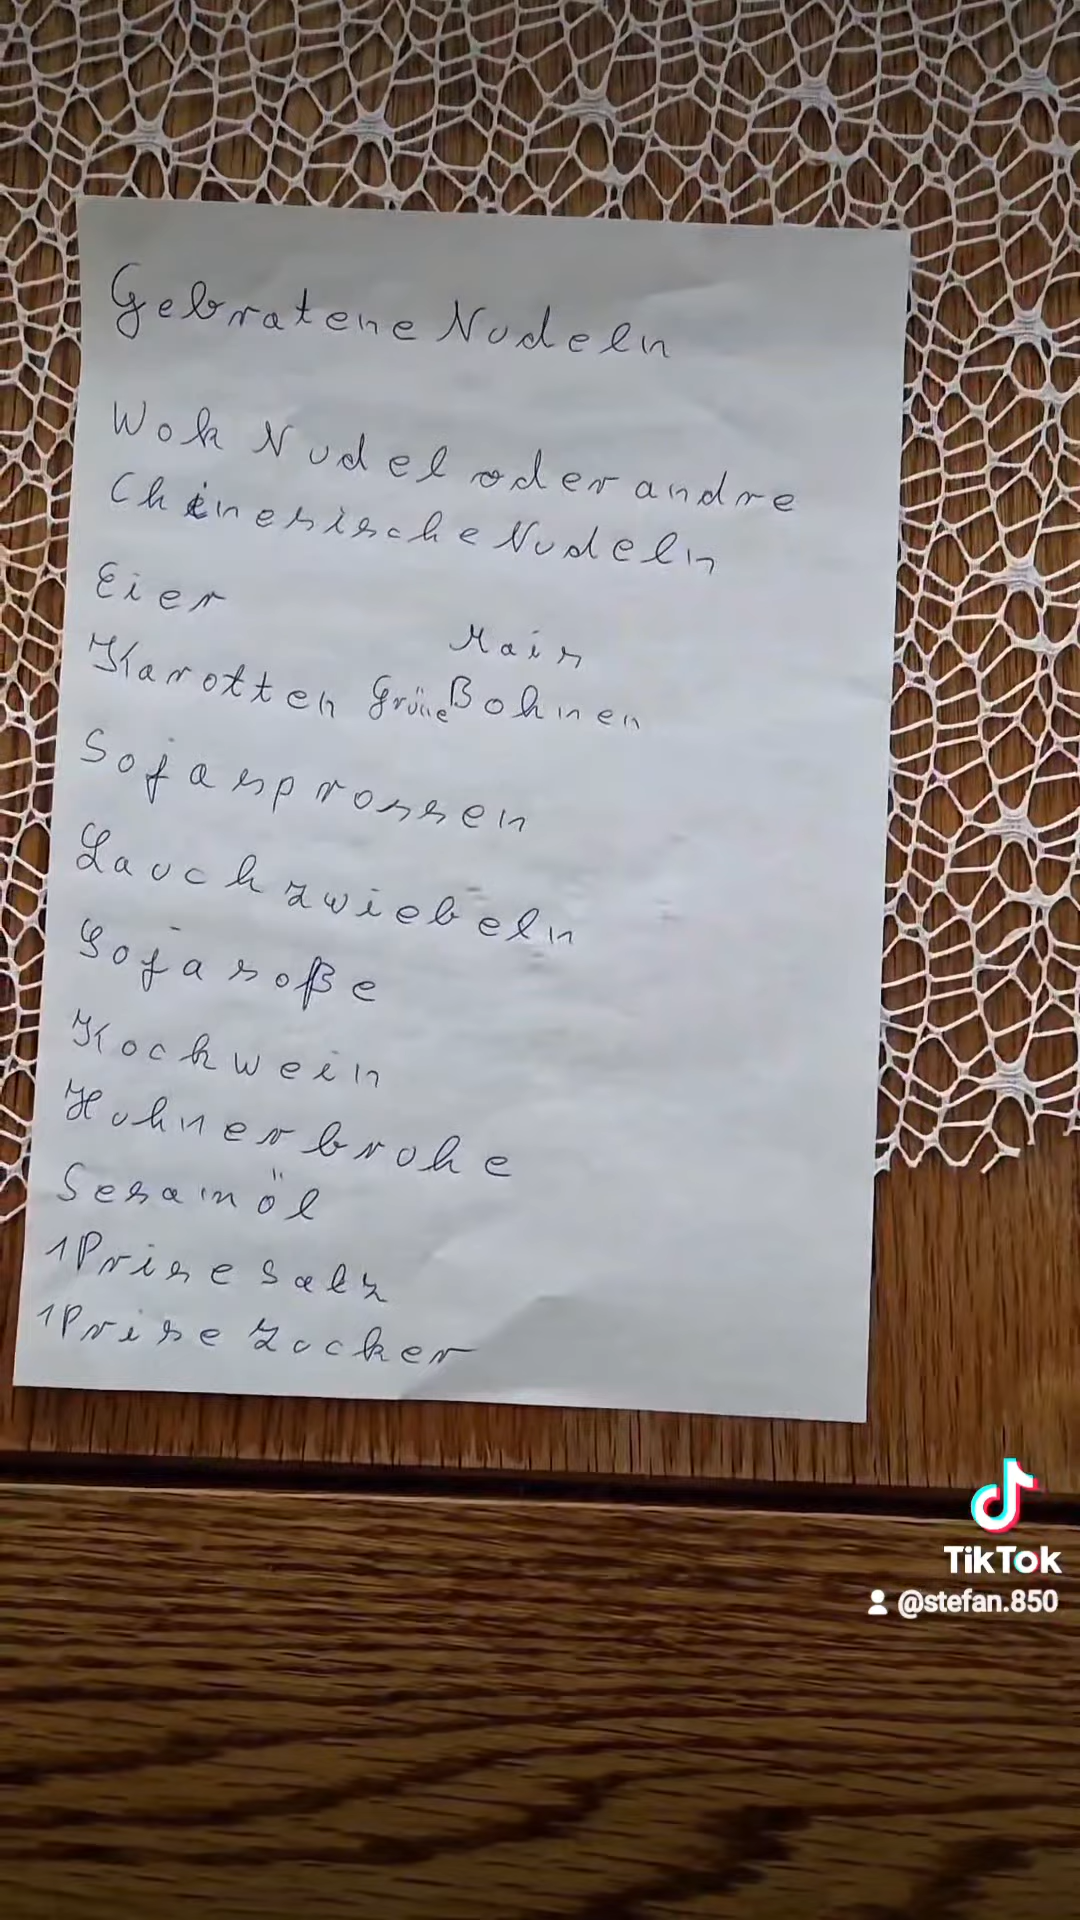 Gebratene Nudeln
Wok Nudel oder andre
Chinesische Nudeln
Eier
Mais
Karotten Grüne Bohnen
Sojasprossen
Lauchzwiebeln
Sojasoße
Kochwein
Huhnerbrohe
Sesamöl
1 Prise Salz
1 Prise Zucker
TikTok
@stefan.850